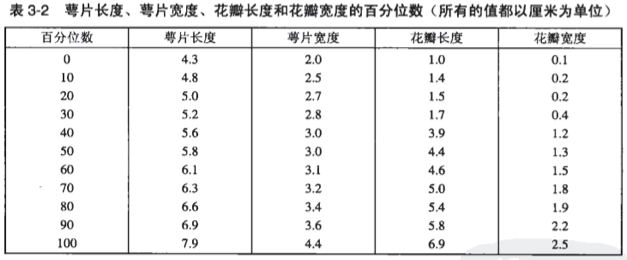 表 3-2 萼片长度、萼片宽度、花瓣长度和花瓣宽度的百分位数（所有的值都以厘米为单位）
百分位数 萼片长度 萼片宽度 花瓣长度 花瓣宽度
0 4.3 2.0 1.0 0.1
10 4.8 2.5 1.4 0.2
20 5.0 2.7 1.5 0.2
30 5.2 2.8 1.7 0.4
40 5.6 3.0 3.9 1.2
50 5.8 3.0 4.4 1.3
60 6.1 3.1 4.6 1.5
70 6.3 3.2 5.0 1.8
80 6.6 3.4 5.4 1.9
90 6.9 3.6 5.8 2.2
100 7.9 4.4 6.9 2.5